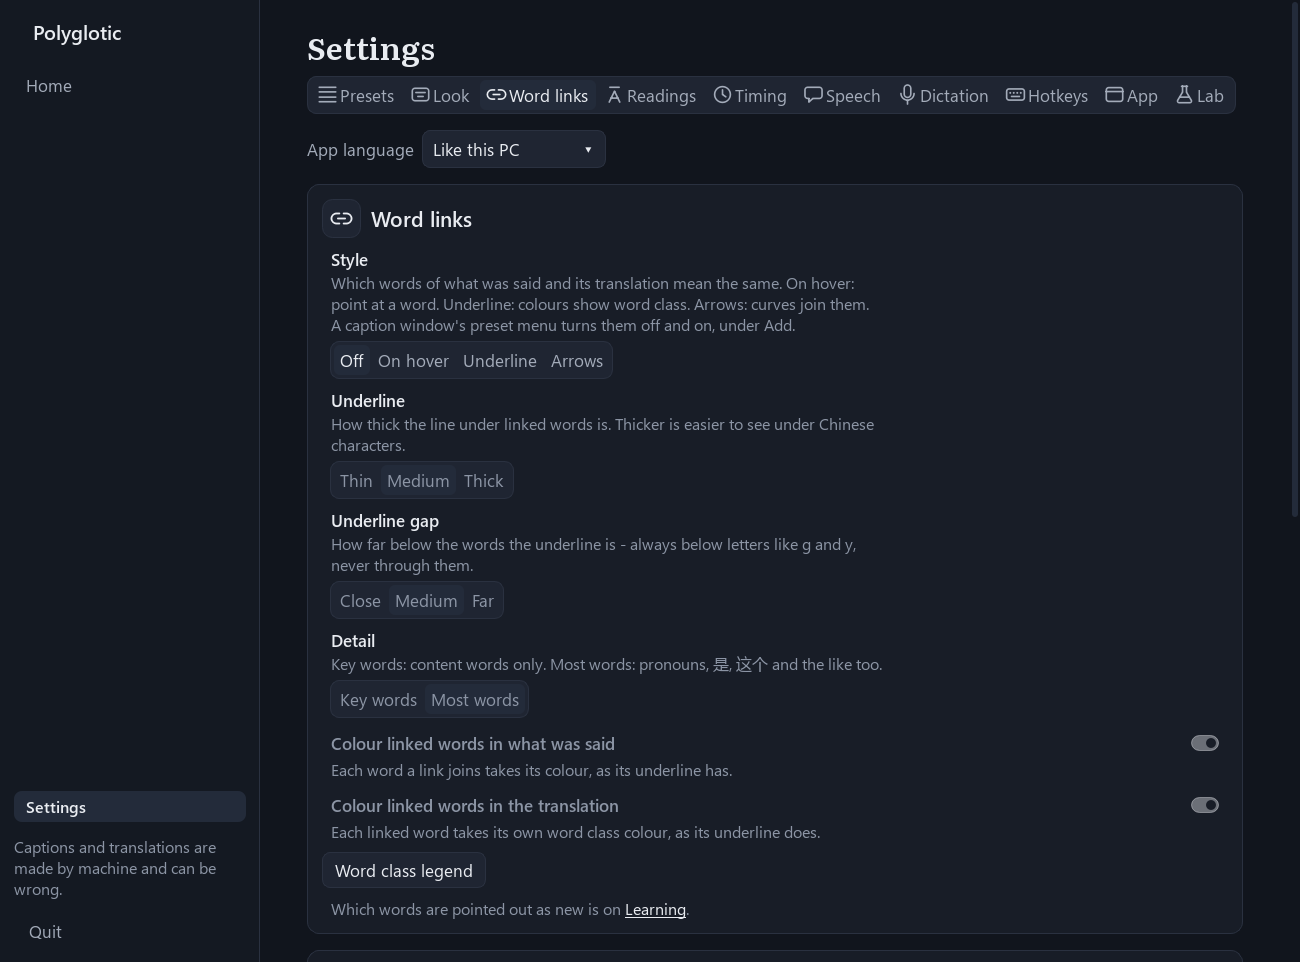 Polyglotic
Home
Settings
Captions and translations are
made by machine and can be
wrong.
Quit
Settings
Presets Look Word links Readings Timing Speech Dictation Hotkeys App Lab
App language Like this PC
Word links
Style
Which words of what was said and its translation mean the same. On hover:
point at a word. Underline: colours show word class. Arrows: curves join them.
A caption window's preset menu turns them off and on, under Add.
Off On hover Underline Arrows
Underline
How thick the line under linked words is. Thicker is easier to see under Chinese
characters.
Thin Medium Thick
Underline gap
How far below the words the underline is - always below letters like g and y,
never through them.
Close Medium Far
Detail
Key words: content words only. Most words: pronouns, 是, 这个 and the like too.
Key words Most words
Colour linked words in what was said
Each word a link joins takes its colour, as its underline has.
Colour linked words in the translation
Each linked word takes its own word class colour, as its underline does.
Word class legend
Which words are pointed out as new is on Learning.